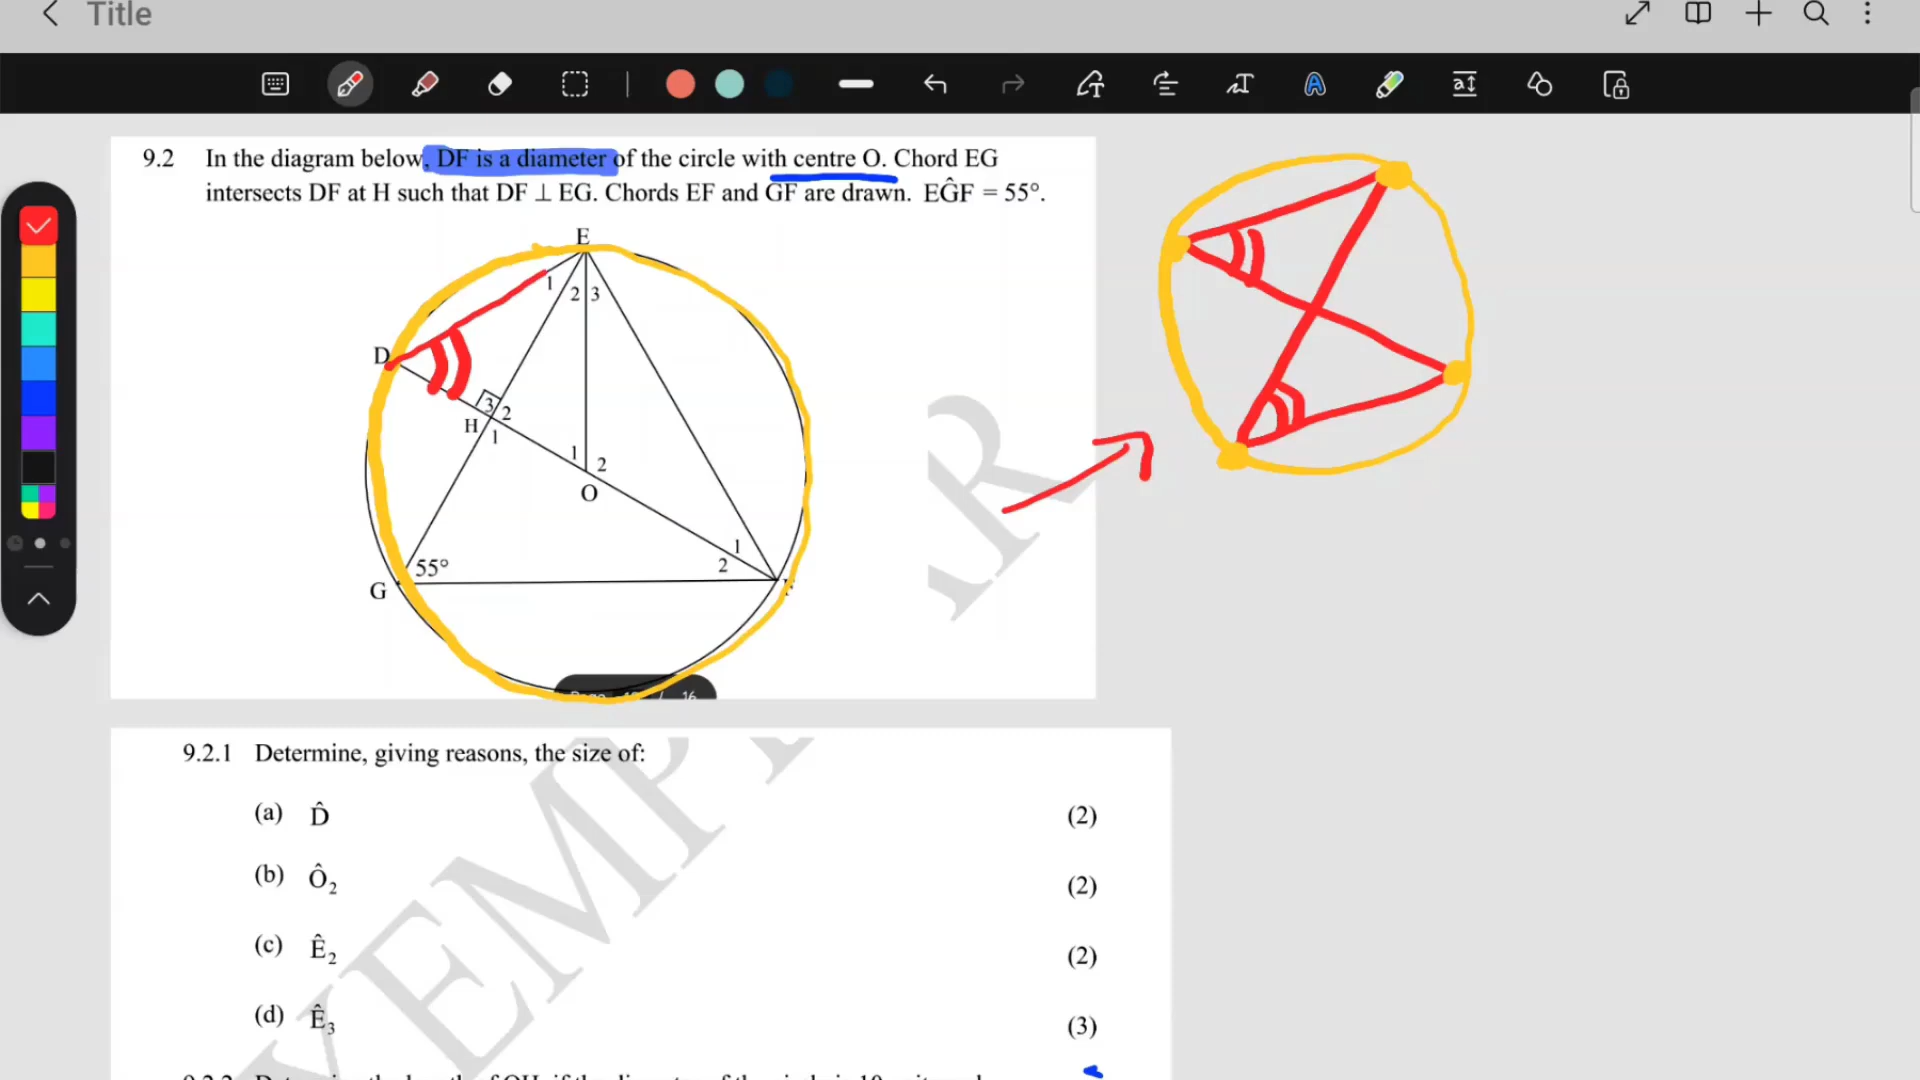 Title
9.2 In the diagram below, DF is a diameter of the circle with centre O. Chord EG
intersects DF at H such that DF ⊥ EG. Chords EF and GF are drawn. EĜF = 55°.
E
1
2 3
D
3 2
H 1
1 2
O
1
2
55°
G
9.2.1 Determine, giving reasons, the size of:
(a) D̂ (2)
(b) Ô₂ (2)
(c) Ê₂ (2)
(d) Ê₃ (3)